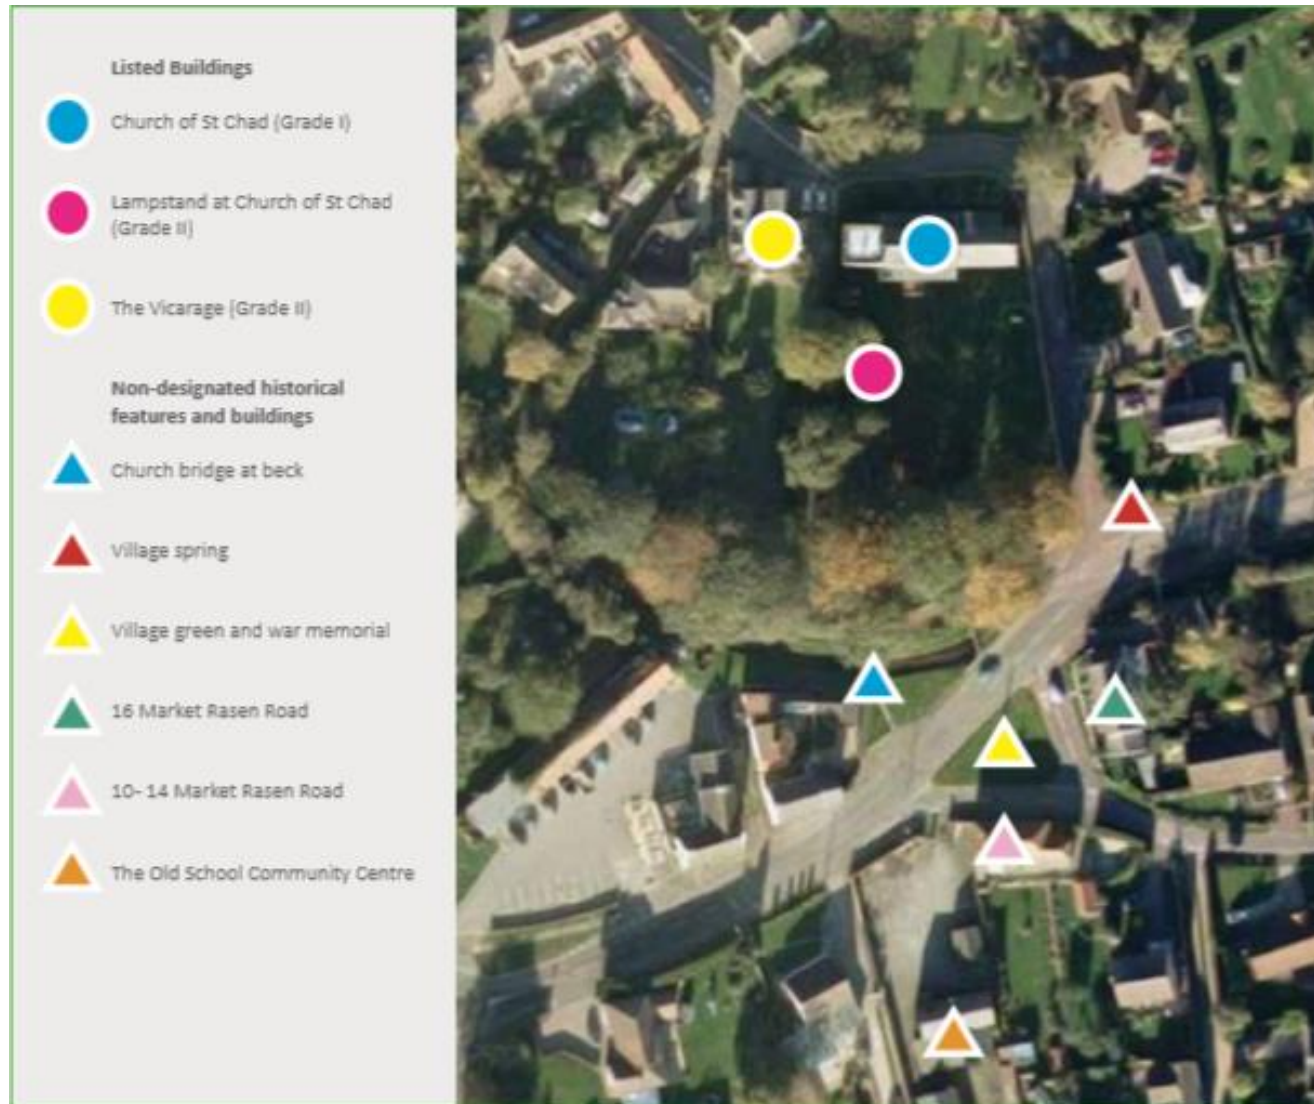 Listed Buildings
Church of St Chad (Grade I)
Lampstand at Church of St Chad
(Grade II)
The Vicarage (Grade II)
Non-designated historical
features and buildings
Church bridge at beck
Village spring
Village green and war memorial
16 Market Rasen Road
10- 14 Market Rasen Road
The Old School Community Centre